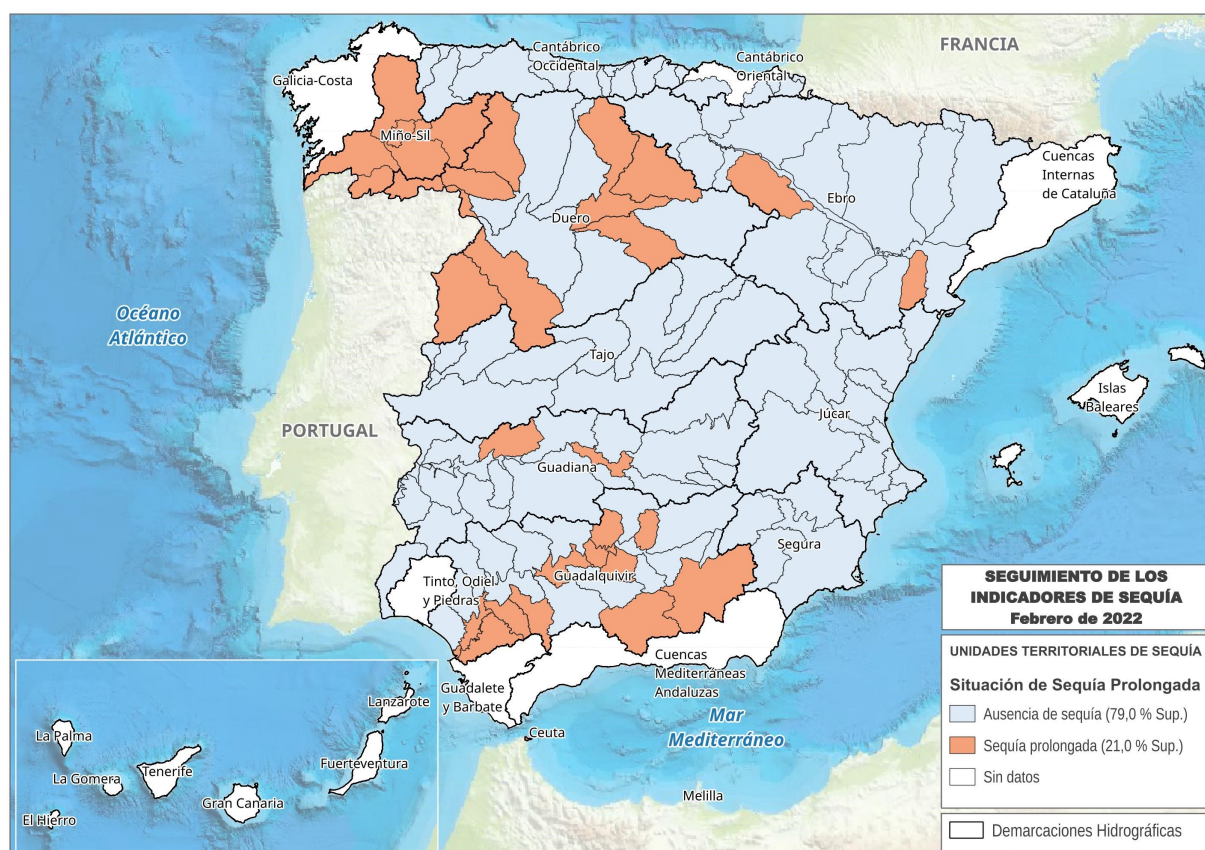 FRANCIA
Cantábrico
Occidental
Cantábrico
Oriental
Galicia-Costa
Miño-Sil
Cuencas
Internas
de Cataluña
Ebro
Duero
Océano
Atlántico
Tajo
Islas
Baleares
Júcar
PORTUGAL
Guadiana
Segura
Guadalquivir
Tinto, Odiel
y Piedras
Cuencas
Mediterráneas
Andaluzas
Guadalete
y Barbate
Mar
Mediterráneo
Ceuta
Melilla
Lanzarote
La Palma
Fuerteventura
La Gomera
Tenerife
Gran Canaria
El Hierro
SEGUIMIENTO DE LOS
INDICADORES DE SEQUÍA
Febrero de 2022
UNIDADES TERRITORIALES DE SEQUÍA
Situación de Sequía Prolongada
Ausencia de sequía (79,0 % Sup.)
Sequía prolongada (21,0 % Sup.)
Sin datos
Demarcaciones Hidrográficas